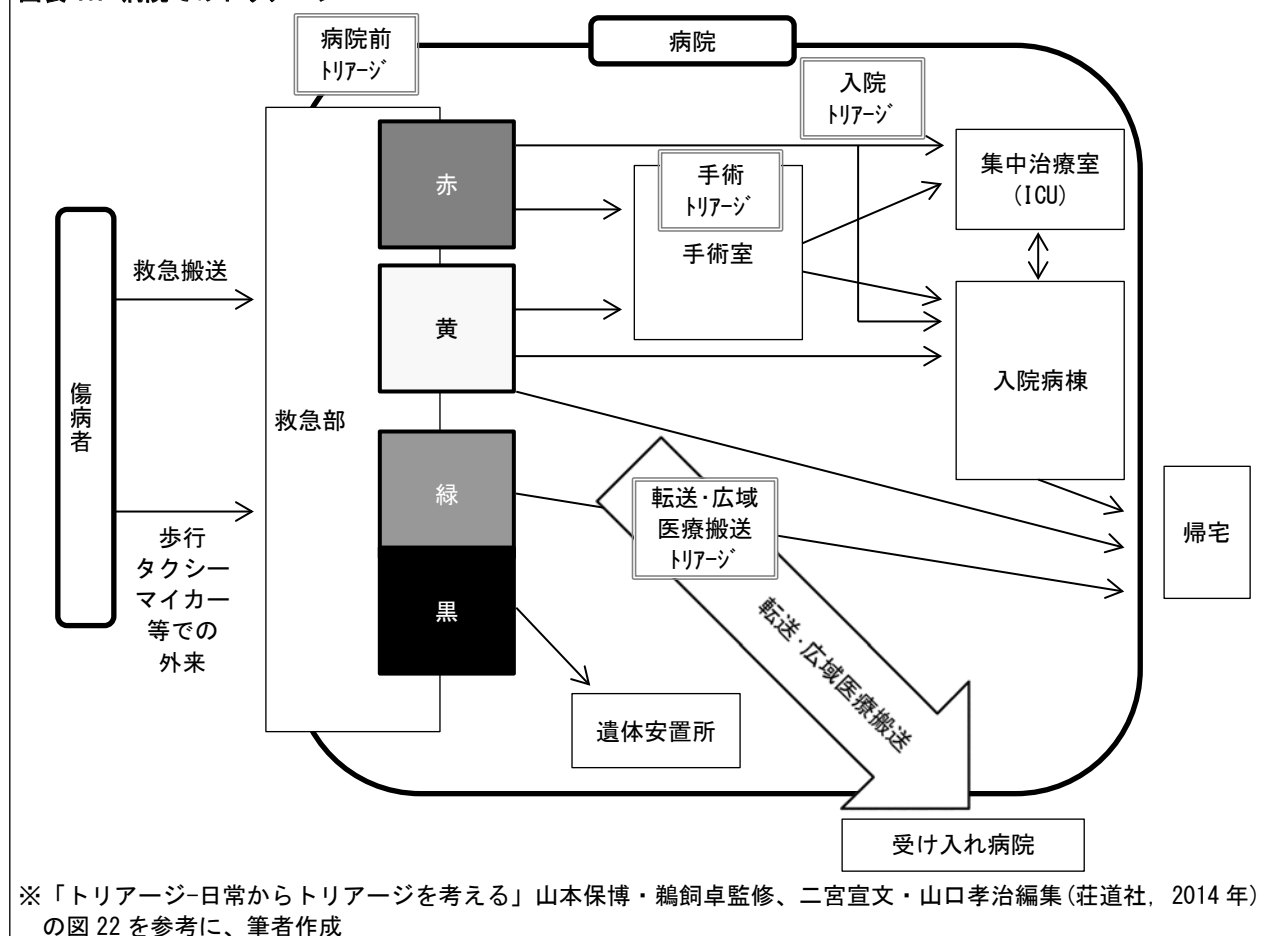 病院前
ﾄﾘｱｰｼﾞ
病院
入院
ﾄﾘｱｰｼﾞ
赤
手術
ﾄﾘｱｰｼﾞ
手術室
集中治療室
(ICU)
救急搬送
黄
入院病棟
傷病者
救急部
緑
転送・広域
医療搬送
ﾄﾘｱｰｼﾞ
帰宅
歩行
タクシー
マイカー
等での
外来
黒
転送・広域医療搬送
遺体安置所
受け入れ病院
※「トリアージ-日常からトリアージを考える」山本保博・鵜飼卓監修、二宮宣文・山口孝治編集(荘道社, 2014年)
の図22を参考に、筆者作成